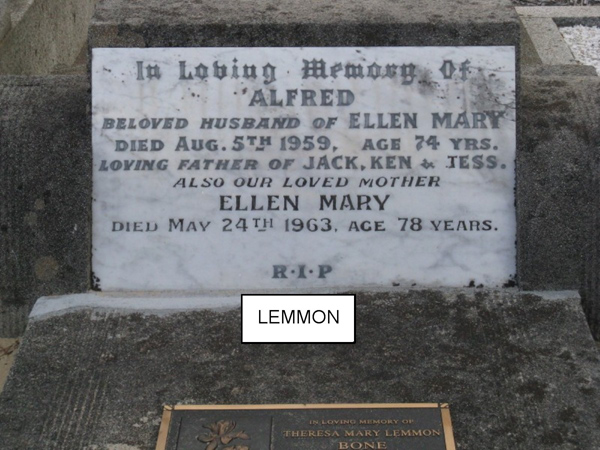 In Loving Memory Of
ALFRED
BELOVED HUSBAND OF ELLEN MARY
DIED AUG. 5TH 1959, AGE 74 YRS.
LOVING FATHER OF JACK, KEN & JESS.
ALSO OUR LOVED MOTHER
ELLEN MARY
DIED MAY 24TH 1963, AGE 78 YEARS.
R·I·P
LEMMON
IN LOVING MEMORY OF
THERESA MARY LEMMON
BONE